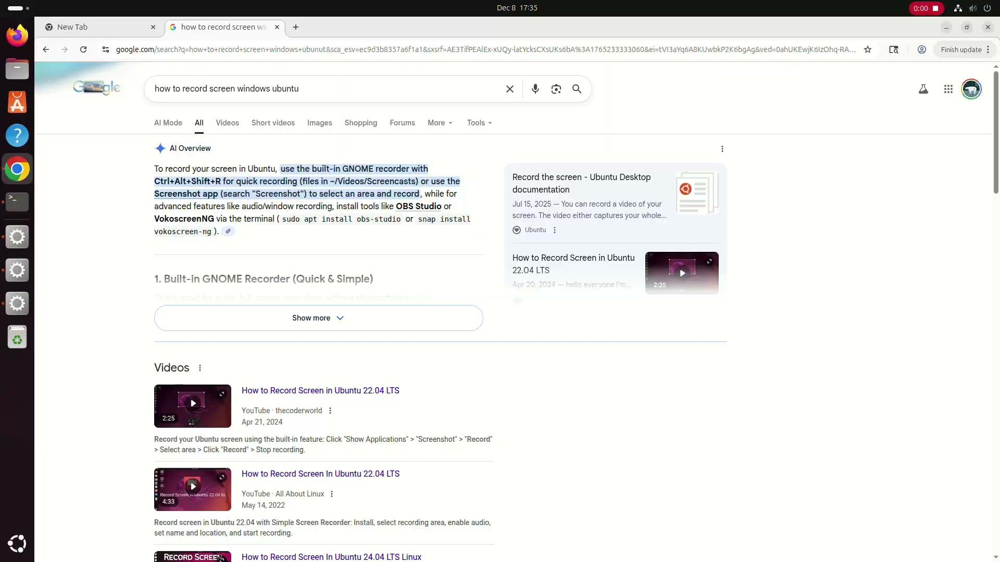 Dec 8 17:35
0:00
New Tab
how to record screen wi
google.com/search?q=how+to+record+screen+windows+ubunut&sca_esv=ec9d3b8357a6f1a1&sxsrf=AE3TifPEAlEx-xUQy-latYcksCXsUKs6bA%3A1765233333060&ei=tVI3aYq6A8KUwbkP2K6bgAg&ved=0ahUKEwjK6IzOhq-RA...
Finish update
Google
how to record screen windows ubuntu
AI Mode
All
Videos
Short videos
Images
Shopping
Forums
More
Tools
AI Overview
To record your screen in Ubuntu, use the built-in GNOME recorder with
Ctrl+Alt+Shift+R for quick recording (files in ~/Videos/Screencasts) or use the
Screenshot app (search "Screenshot") to select an area and record, while for
advanced features like audio/window recording, install tools like OBS Studio or
VokoscreenNG via the terminal ( sudo apt install obs-studio or snap install
vokoscreen-ng ).
1. Built-in GNOME Recorder (Quick & Simple)
This is great for quick, full-screen recordings without extra software.
Show more
Record the screen - Ubuntu Desktop
documentation
Jul 15, 2025 — You can record a video of your
screen. The video either captures your whole...
Ubuntu
How to Record Screen in Ubuntu
22.04 LTS
Apr 20, 2024 — hello everyone I'm...
2:25
Videos
2:25
How to Record Screen in Ubuntu 22.04 LTS
YouTube · thecoderworld
Apr 21, 2024
Record your Ubuntu screen using the built-in feature: Click "Show Applications" > "Screenshot" > "Record"
> Select area > Click "Record" > Stop recording.
Record Screen in Ubuntu 22.04 lts
4:33
How to Record Screen In Ubuntu 22.04 LTS
YouTube · All About Linux
May 14, 2022
Record screen in Ubuntu 22.04 with Simple Screen Recorder: Install, select recording area, enable audio,
set name and location, and start recording.
RECORD SCREEN
How to Record Screen In Ubuntu 24.04 LTS Linux